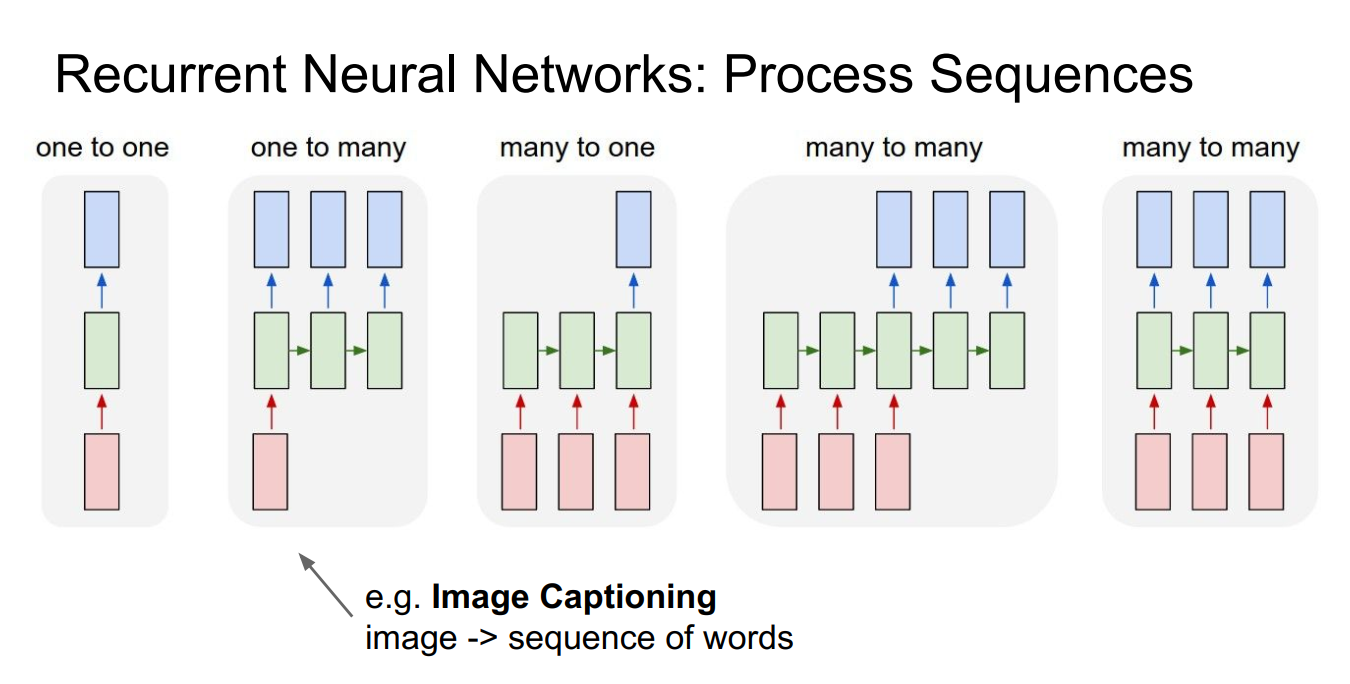 Recurrent Neural Networks: Process Sequences
one to one
one to many
many to one
many to many
many to many
e.g. Image Captioning
image -> sequence of words